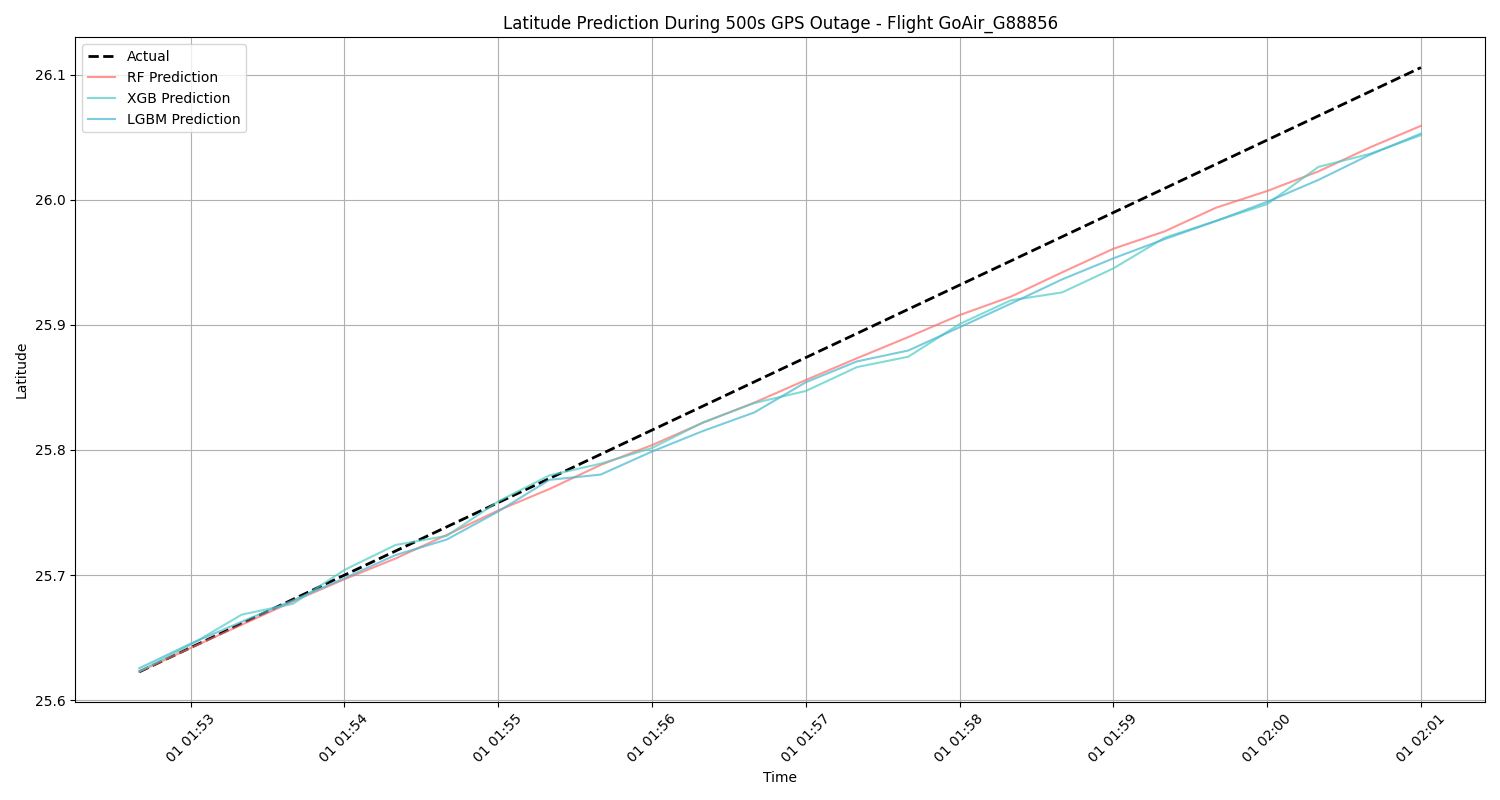 Latitude Prediction During 500s GPS Outage - Flight GoAir_G88856
Actual
RF Prediction
XGB Prediction
LGBM Prediction
26.1
26.0
25.9
25.8
25.7
25.6
Latitude
01 01:53
01 01:54
01 01:55
01 01:56
01 01:57
01 01:58
01 01:59
01 02:00
01 02:01
Time